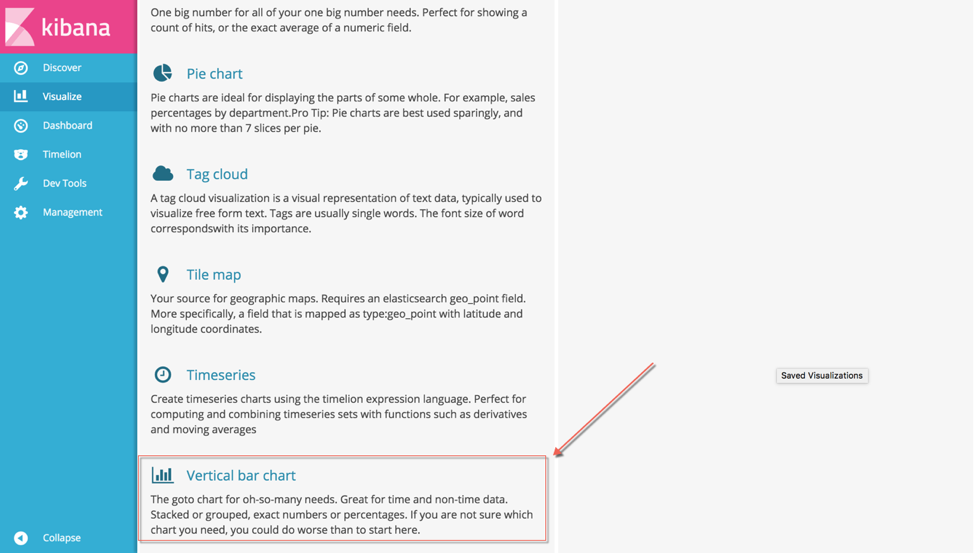 kibana
Discover
Visualize
Dashboard
Timelion
Dev Tools
Management
Collapse
One big number for all of your one big number needs. Perfect for showing a
count of hits, or the exact average of a numeric field.
Pie chart
Pie charts are ideal for displaying the parts of some whole. For example, sales
percentages by department.Pro Tip: Pie charts are best used sparingly, and
with no more than 7 slices per pie.
Tag cloud
A tag cloud visualization is a visual representation of text data, typically used to
visualize free form text. Tags are usually single words. The font size of word
correspondswith its importance.
Tile map
Your source for geographic maps. Requires an elasticsearch geo_point field.
More specifically, a field that is mapped as type:geo_point with latitude and
longitude coordinates.
Timeseries
Create timeseries charts using the timelion expression language. Perfect for
computing and combining timeseries sets with functions such as derivatives
and moving averages
Vertical bar chart
The goto chart for oh-so-many needs. Great for time and non-time data.
Stacked or grouped, exact numbers or percentages. If you are not sure which
chart you need, you could do worse than to start here.
Saved Visualizations